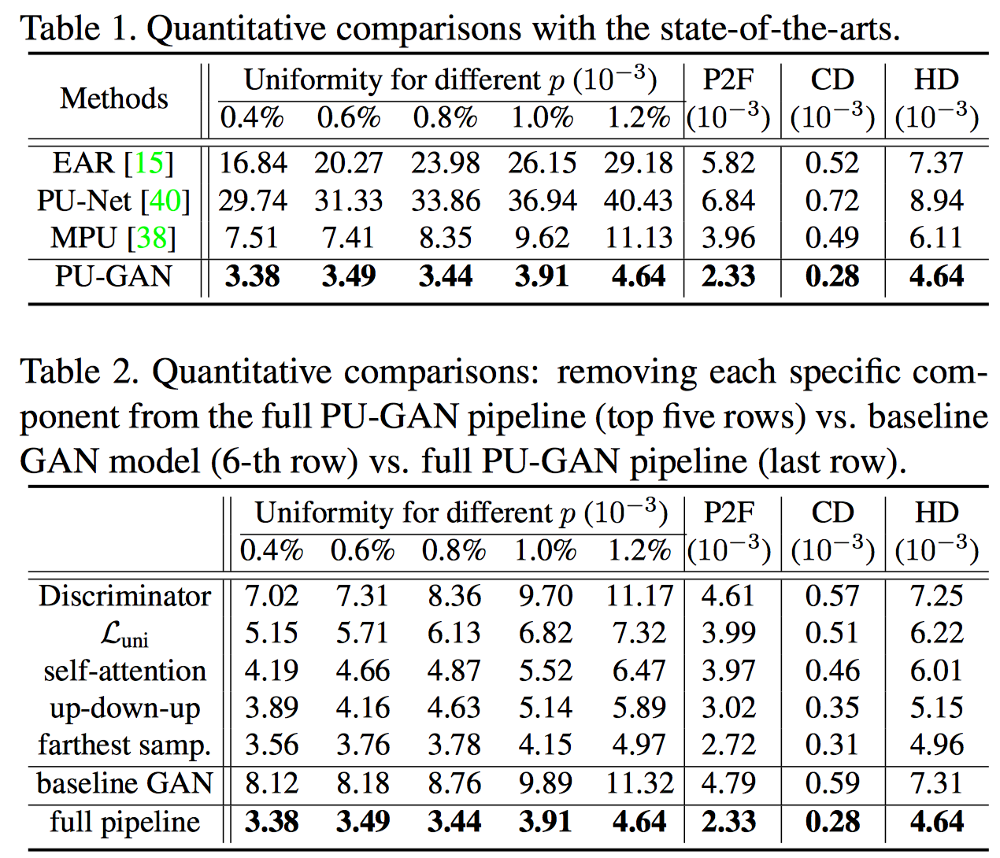 Table 1. Quantitative comparisons with the state-of-the-arts.
Methods Uniformity for different p (10⁻³) P2F CD HD
0.4% 0.6% 0.8% 1.0% 1.2% (10⁻³) (10⁻³) (10⁻³)
EAR [15] 16.84 20.27 23.98 26.15 29.18 5.82 0.52 7.37
PU-Net [40] 29.74 31.33 33.86 36.94 40.43 6.84 0.72 8.94
MPU [38] 7.51 7.41 8.35 9.62 11.13 3.96 0.49 6.11
PU-GAN 3.38 3.49 3.44 3.91 4.64 2.33 0.28 4.64
Table 2. Quantitative comparisons: removing each specific com-
ponent from the full PU-GAN pipeline (top five rows) vs. baseline
GAN model (6-th row) vs. full PU-GAN pipeline (last row).
Uniformity for different p (10⁻³) P2F CD HD
0.4% 0.6% 0.8% 1.0% 1.2% (10⁻³) (10⁻³) (10⁻³)
Discriminator 7.02 7.31 8.36 9.70 11.17 4.61 0.57 7.25
ℒuni 5.15 5.71 6.13 6.82 7.32 3.99 0.51 6.22
self-attention 4.19 4.66 4.87 5.52 6.47 3.97 0.46 6.01
up-down-up 3.89 4.16 4.63 5.14 5.89 3.02 0.35 5.15
farthest samp. 3.56 3.76 3.78 4.15 4.97 2.72 0.31 4.96
baseline GAN 8.12 8.18 8.76 9.89 11.32 4.79 0.59 7.31
full pipeline 3.38 3.49 3.44 3.91 4.64 2.33 0.28 4.64